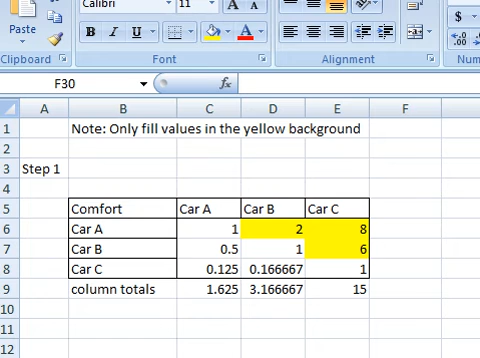 Calibri 11 A A
Paste B I U A $
.00
Clipboard Font Alignment
F30 fx
A B C D E F
1 Note: Only fill values in the yellow background
2
3 Step 1
4
5 Comfort Car A Car B Car C
6 Car A 1 2 8
7 Car B 0.5 1 6
8 Car C 0.125 0.166667 1
9 column totals 1.625 3.166667 15
10
11
12